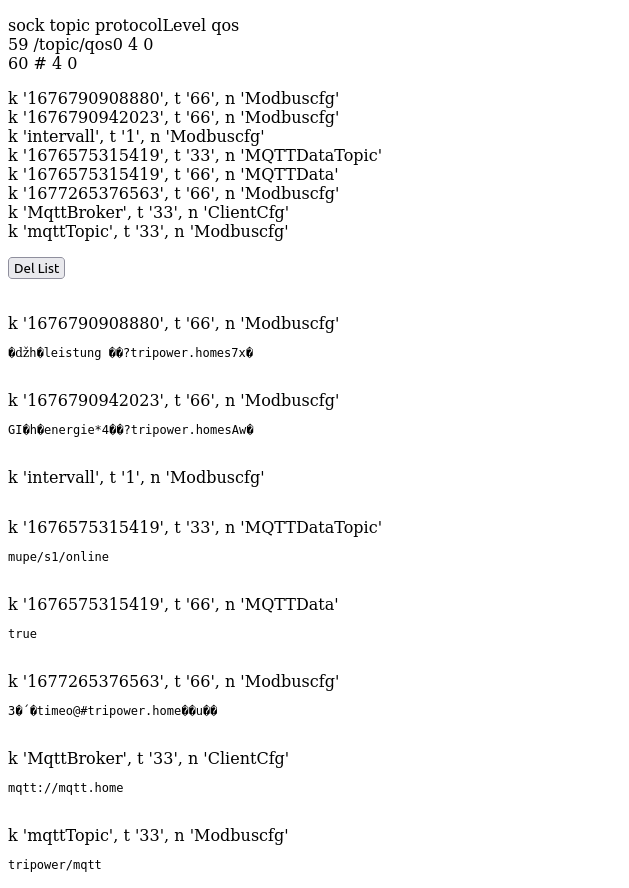 sock topic protocolLevel qos
59 /topic/qos0 4 0
60 # 4 0
k '1676790908880', t '66', n 'Modbuscfg'
k '1676790942023', t '66', n 'Modbuscfg'
k 'intervall', t '1', n 'Modbuscfg'
k '1676575315419', t '33', n 'MQTTDataTopic'
k '1676575315419', t '66', n 'MQTTData'
k '1677265376563', t '66', n 'Modbuscfg'
k 'MqttBroker', t '33', n 'ClientCfg'
k 'mqttTopic', t '33', n 'Modbuscfg'
Del List
k '1676790908880', t '66', n 'Modbuscfg'
�džh�leistung ��?tripower.homes7x�
k '1676790942023', t '66', n 'Modbuscfg'
GI�h�energie*4��?tripower.homesAw�
k 'intervall', t '1', n 'Modbuscfg'
k '1676575315419', t '33', n 'MQTTDataTopic'
mupe/s1/online
k '1676575315419', t '66', n 'MQTTData'
true
k '1677265376563', t '66', n 'Modbuscfg'
3�´�timeo@#tripower.home��u��
k 'MqttBroker', t '33', n 'ClientCfg'
mqtt://mqtt.home
k 'mqttTopic', t '33', n 'Modbuscfg'
tripower/mqtt